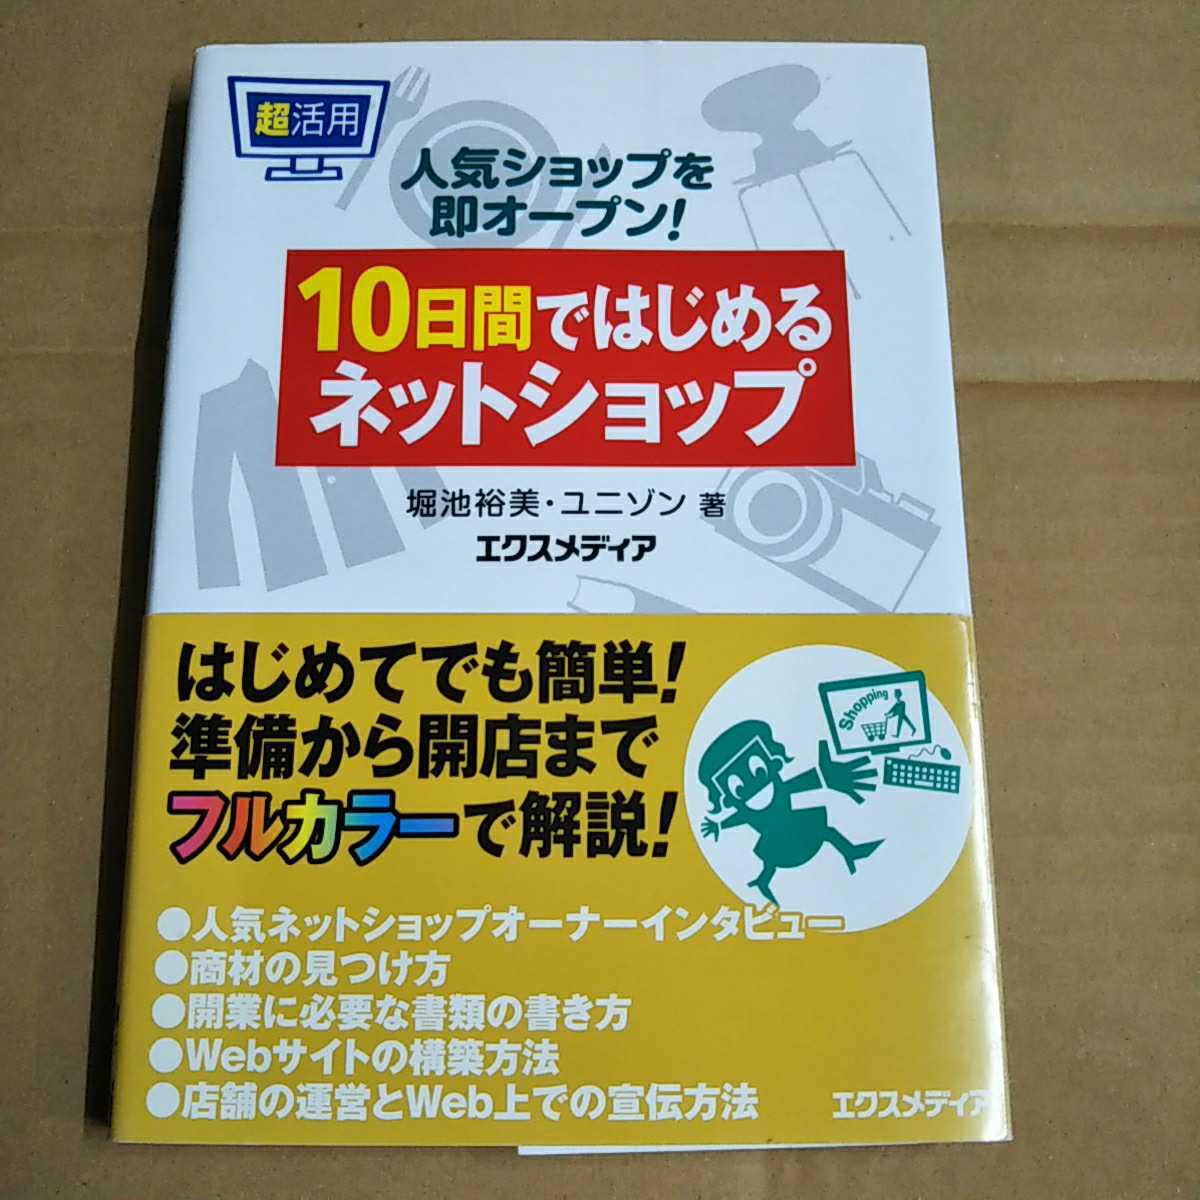 超活用
人気ショップを
即オープン!
10日間ではじめる
ネットショップ
堀池裕美・ユニゾン 著
エクスメディア
はじめてでも簡単!
準備から開店まで
フルカラーで解説!
Shopping
●人気ネットショップオーナーインタビュー
●商材の見つけ方
●開業に必要な書類の書き方
●Webサイトの構築方法
●店舗の運営とWeb上での宣伝方法
エクスメディア